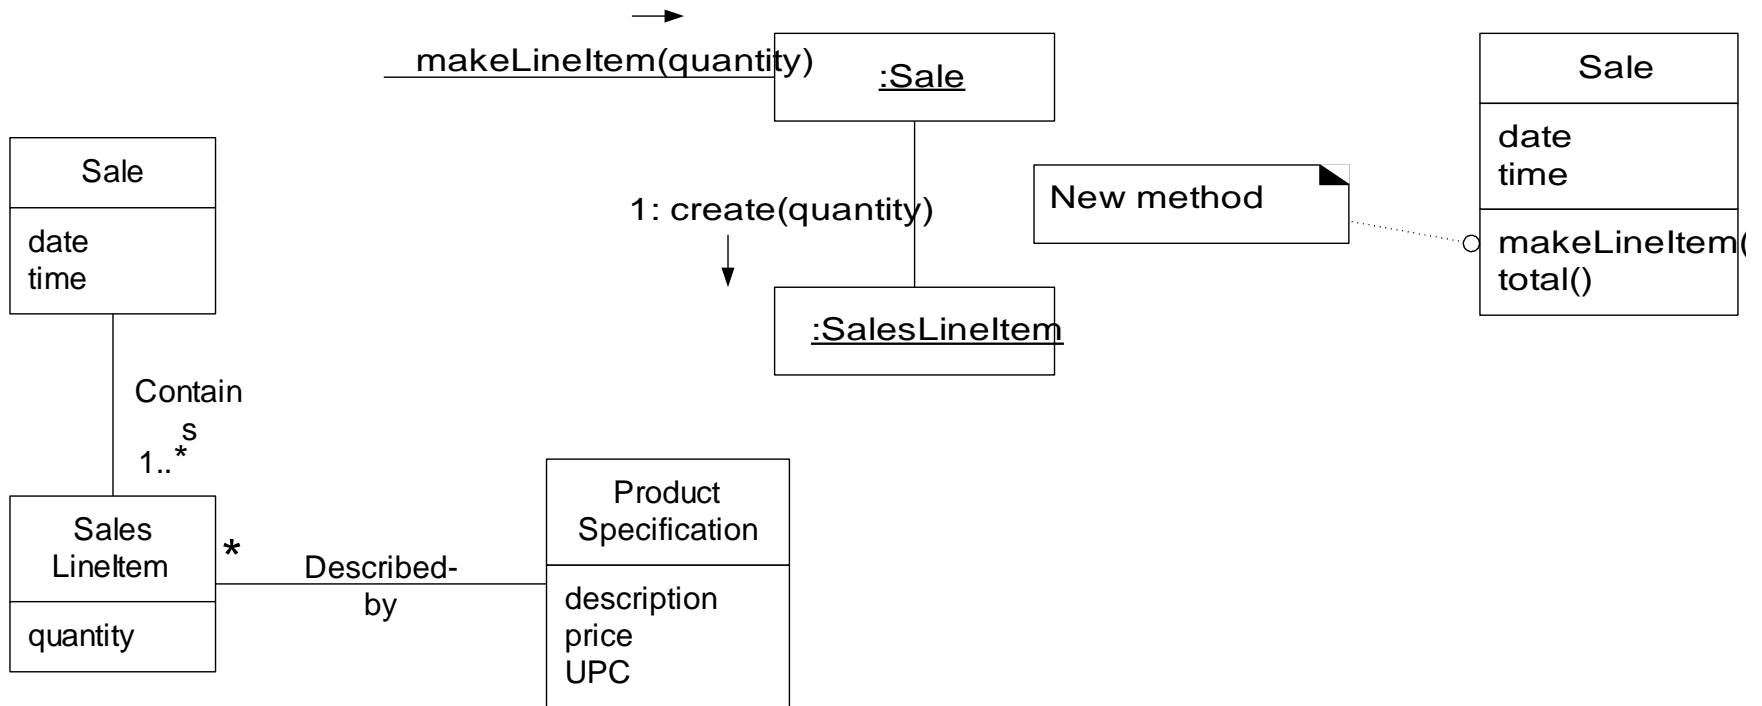 makeLineItem(quantity)
:Sale
Sale
date
time
New method
makeLineItem(
total()
1: create(quantity)
:SalesLineItem
Sale
date
time
Contain
s
1..*
Sales
LineItem
quantity
*
Described-
by
Product
Specification
description
price
UPC